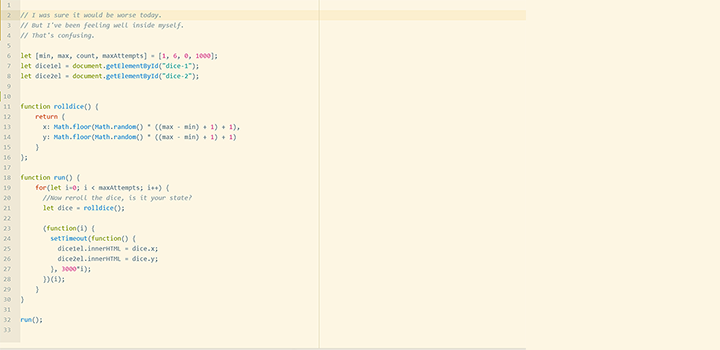 1
2 // I was sure it would be worse today.
3 // But I've been feeling well inside myself.
4 // That's confusing.
5
6 let [min, max, count, maxAttempts] = [1, 6, 0, 1000];
7 let dice1el = document.getElementById("dice-1");
8 let dice2el = document.getElementById("dice-2");
9
10
11 function rolldice() {
12 return {
13 x: Math.floor(Math.random() * ((max - min) + 1) + 1),
14 y: Math.floor(Math.random() * ((max - min) + 1) + 1)
15 }
16 };
17
18 function run() {
19 for(let i=0; i < maxAttempts; i++) {
20 //Now reroll the dice, is it your state?
21 let dice = rolldice();
22
23 (function(i) {
24 setTimeout(function() {
25 dice1el.innerHTML = dice.x;
26 dice2el.innerHTML = dice.y;
27 }, 3000*i);
28 })(i);
29 }
30 }
31
32 run();
33